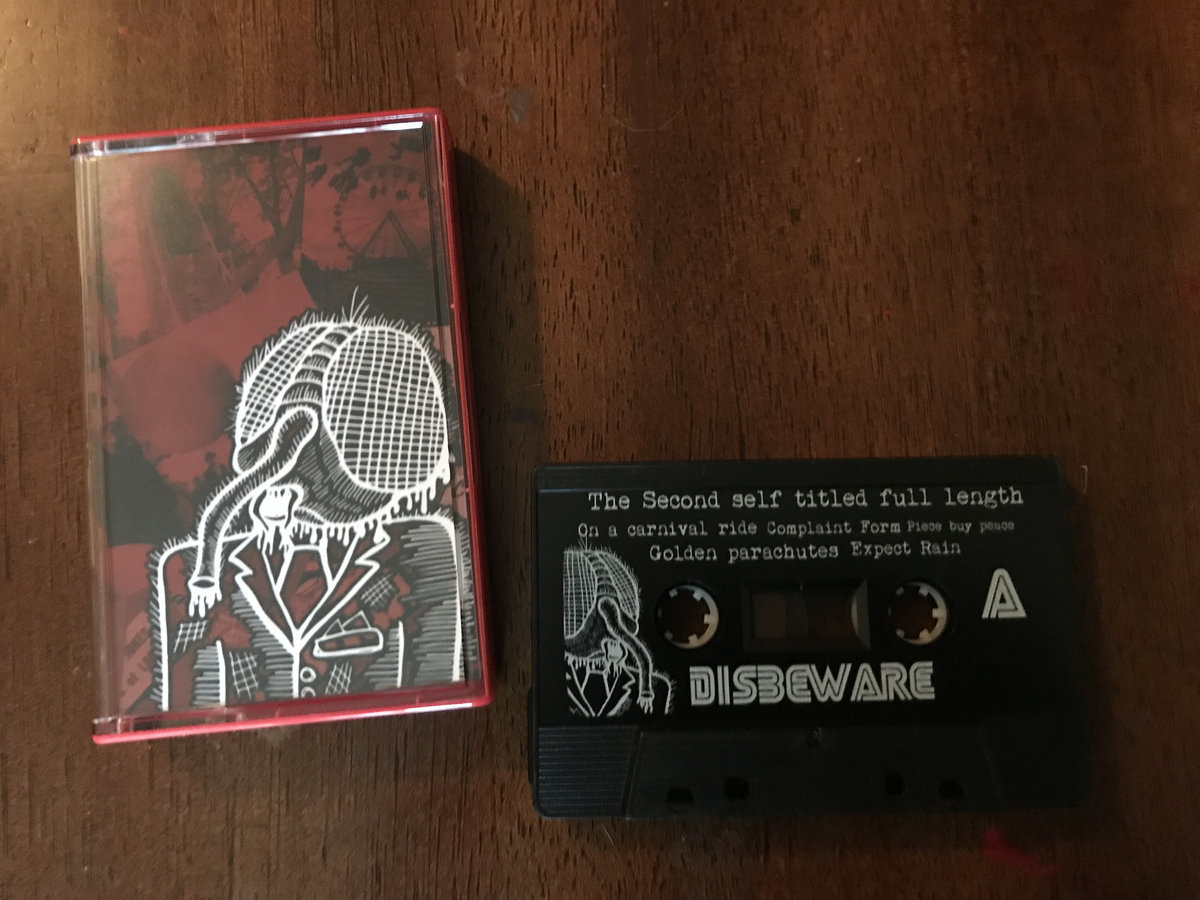 The Second self titled full length
On a carnival ride Complaint Form Piece buy peace
Golden parachutes Expect Rain
A
DISBEWARE